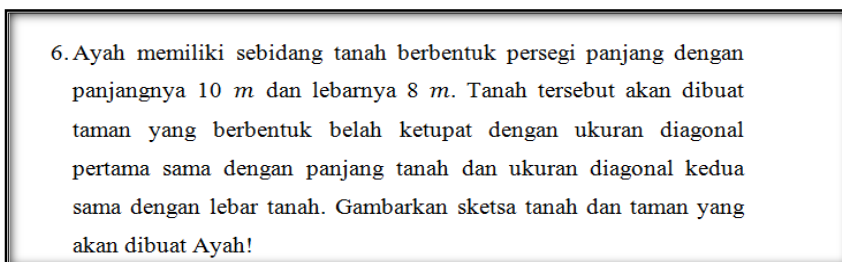 6. Ayah memiliki sebidang tanah berbentuk persegi panjang dengan
panjangnya 10 m dan lebarnya 8 m. Tanah tersebut akan dibuat
taman yang berbentuk belah ketupat dengan ukuran diagonal
pertama sama dengan panjang tanah dan ukuran diagonal kedua
sama dengan lebar tanah. Gambarkan sketsa tanah dan taman yang
akan dibuat Ayah!